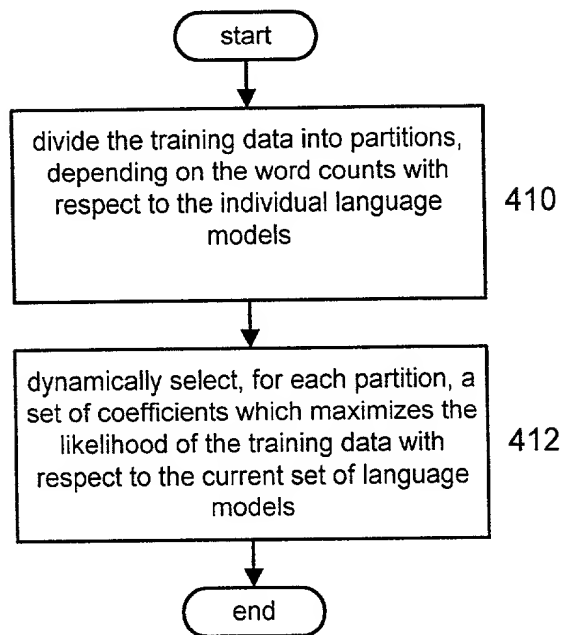 start
divide the training data into partitions,
depending on the word counts with
respect to the individual language
models
410
dynamically select, for each partition, a
set of coefficients which maximizes the
likelihood of the training data with
respect to the current set of language
models
412
end